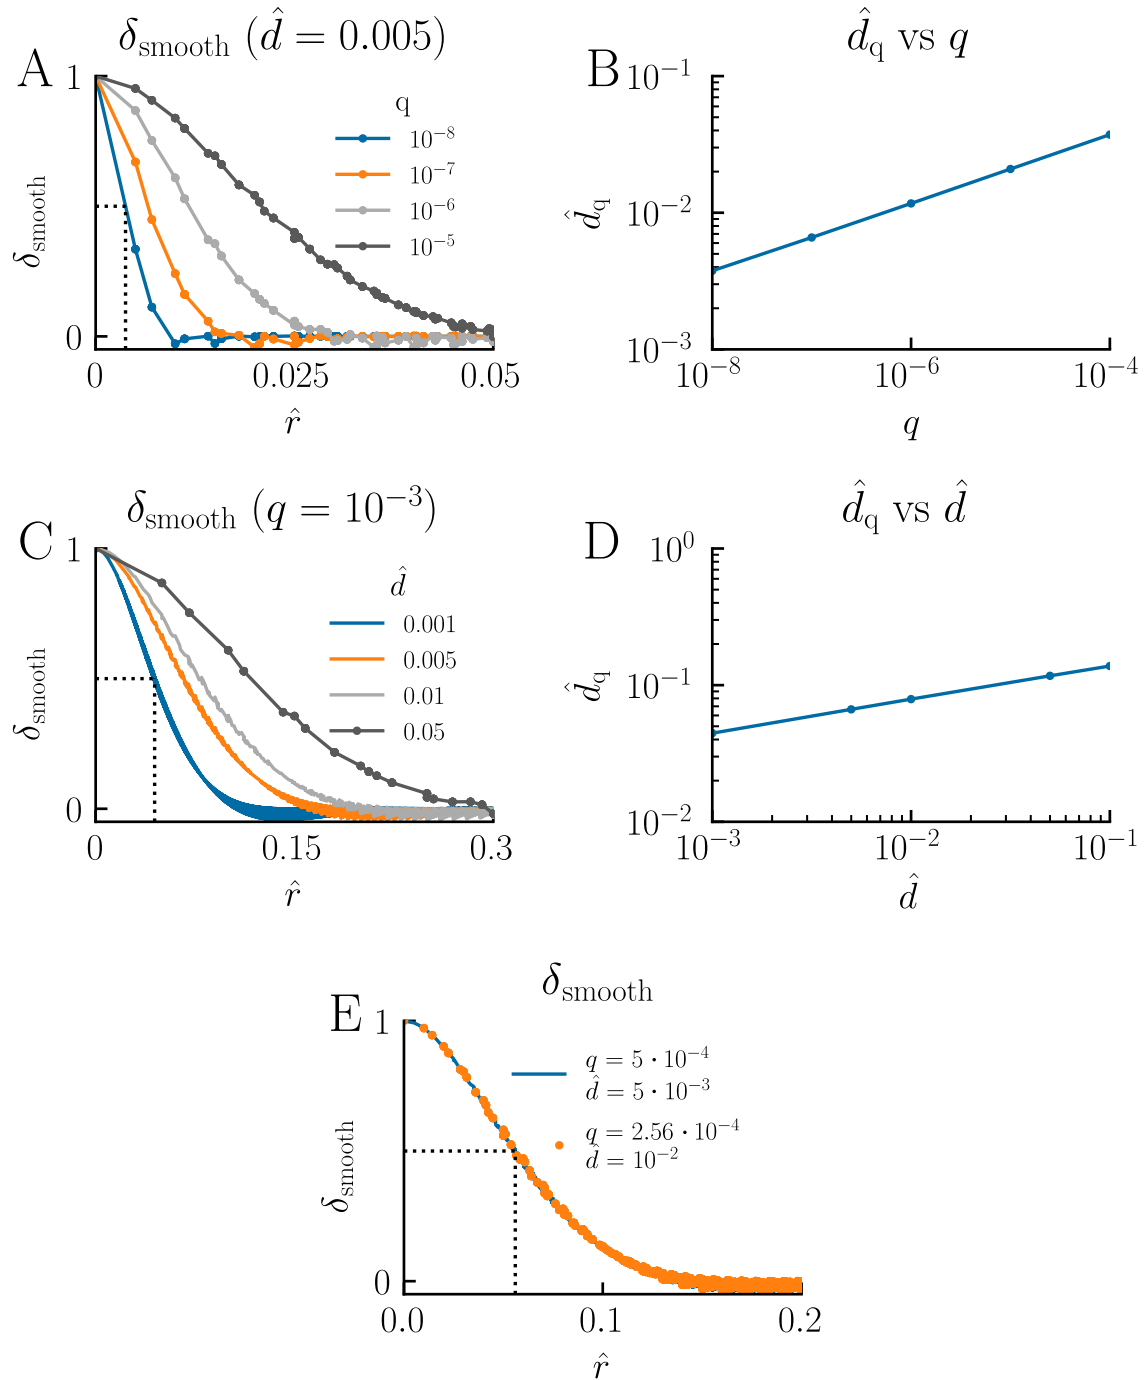 δ_smooth (d̂ = 0.005)
A
1
δ_smooth
0
q
10⁻⁸
10⁻⁷
10⁻⁶
10⁻⁵
0 0.025 0.05
r̂
d̂_q vs q
B
10⁻¹
10⁻²
10⁻³
d̂_q
10⁻⁸ 10⁻⁶ 10⁻⁴
q
δ_smooth (q = 10⁻³)
C
1
δ_smooth
0
d̂
0.001
0.005
0.01
0.05
0 0.15 0.3
r̂
d̂_q vs d̂
D
10⁰
10⁻¹
10⁻²
d̂_q
10⁻³ 10⁻² 10⁻¹
d̂
δ_smooth
E
1
δ_smooth
0
q = 5 · 10⁻⁴
d̂ = 5 · 10⁻³
q = 2.56 · 10⁻⁴
d̂ = 10⁻²
0.0 0.1 0.2
r̂